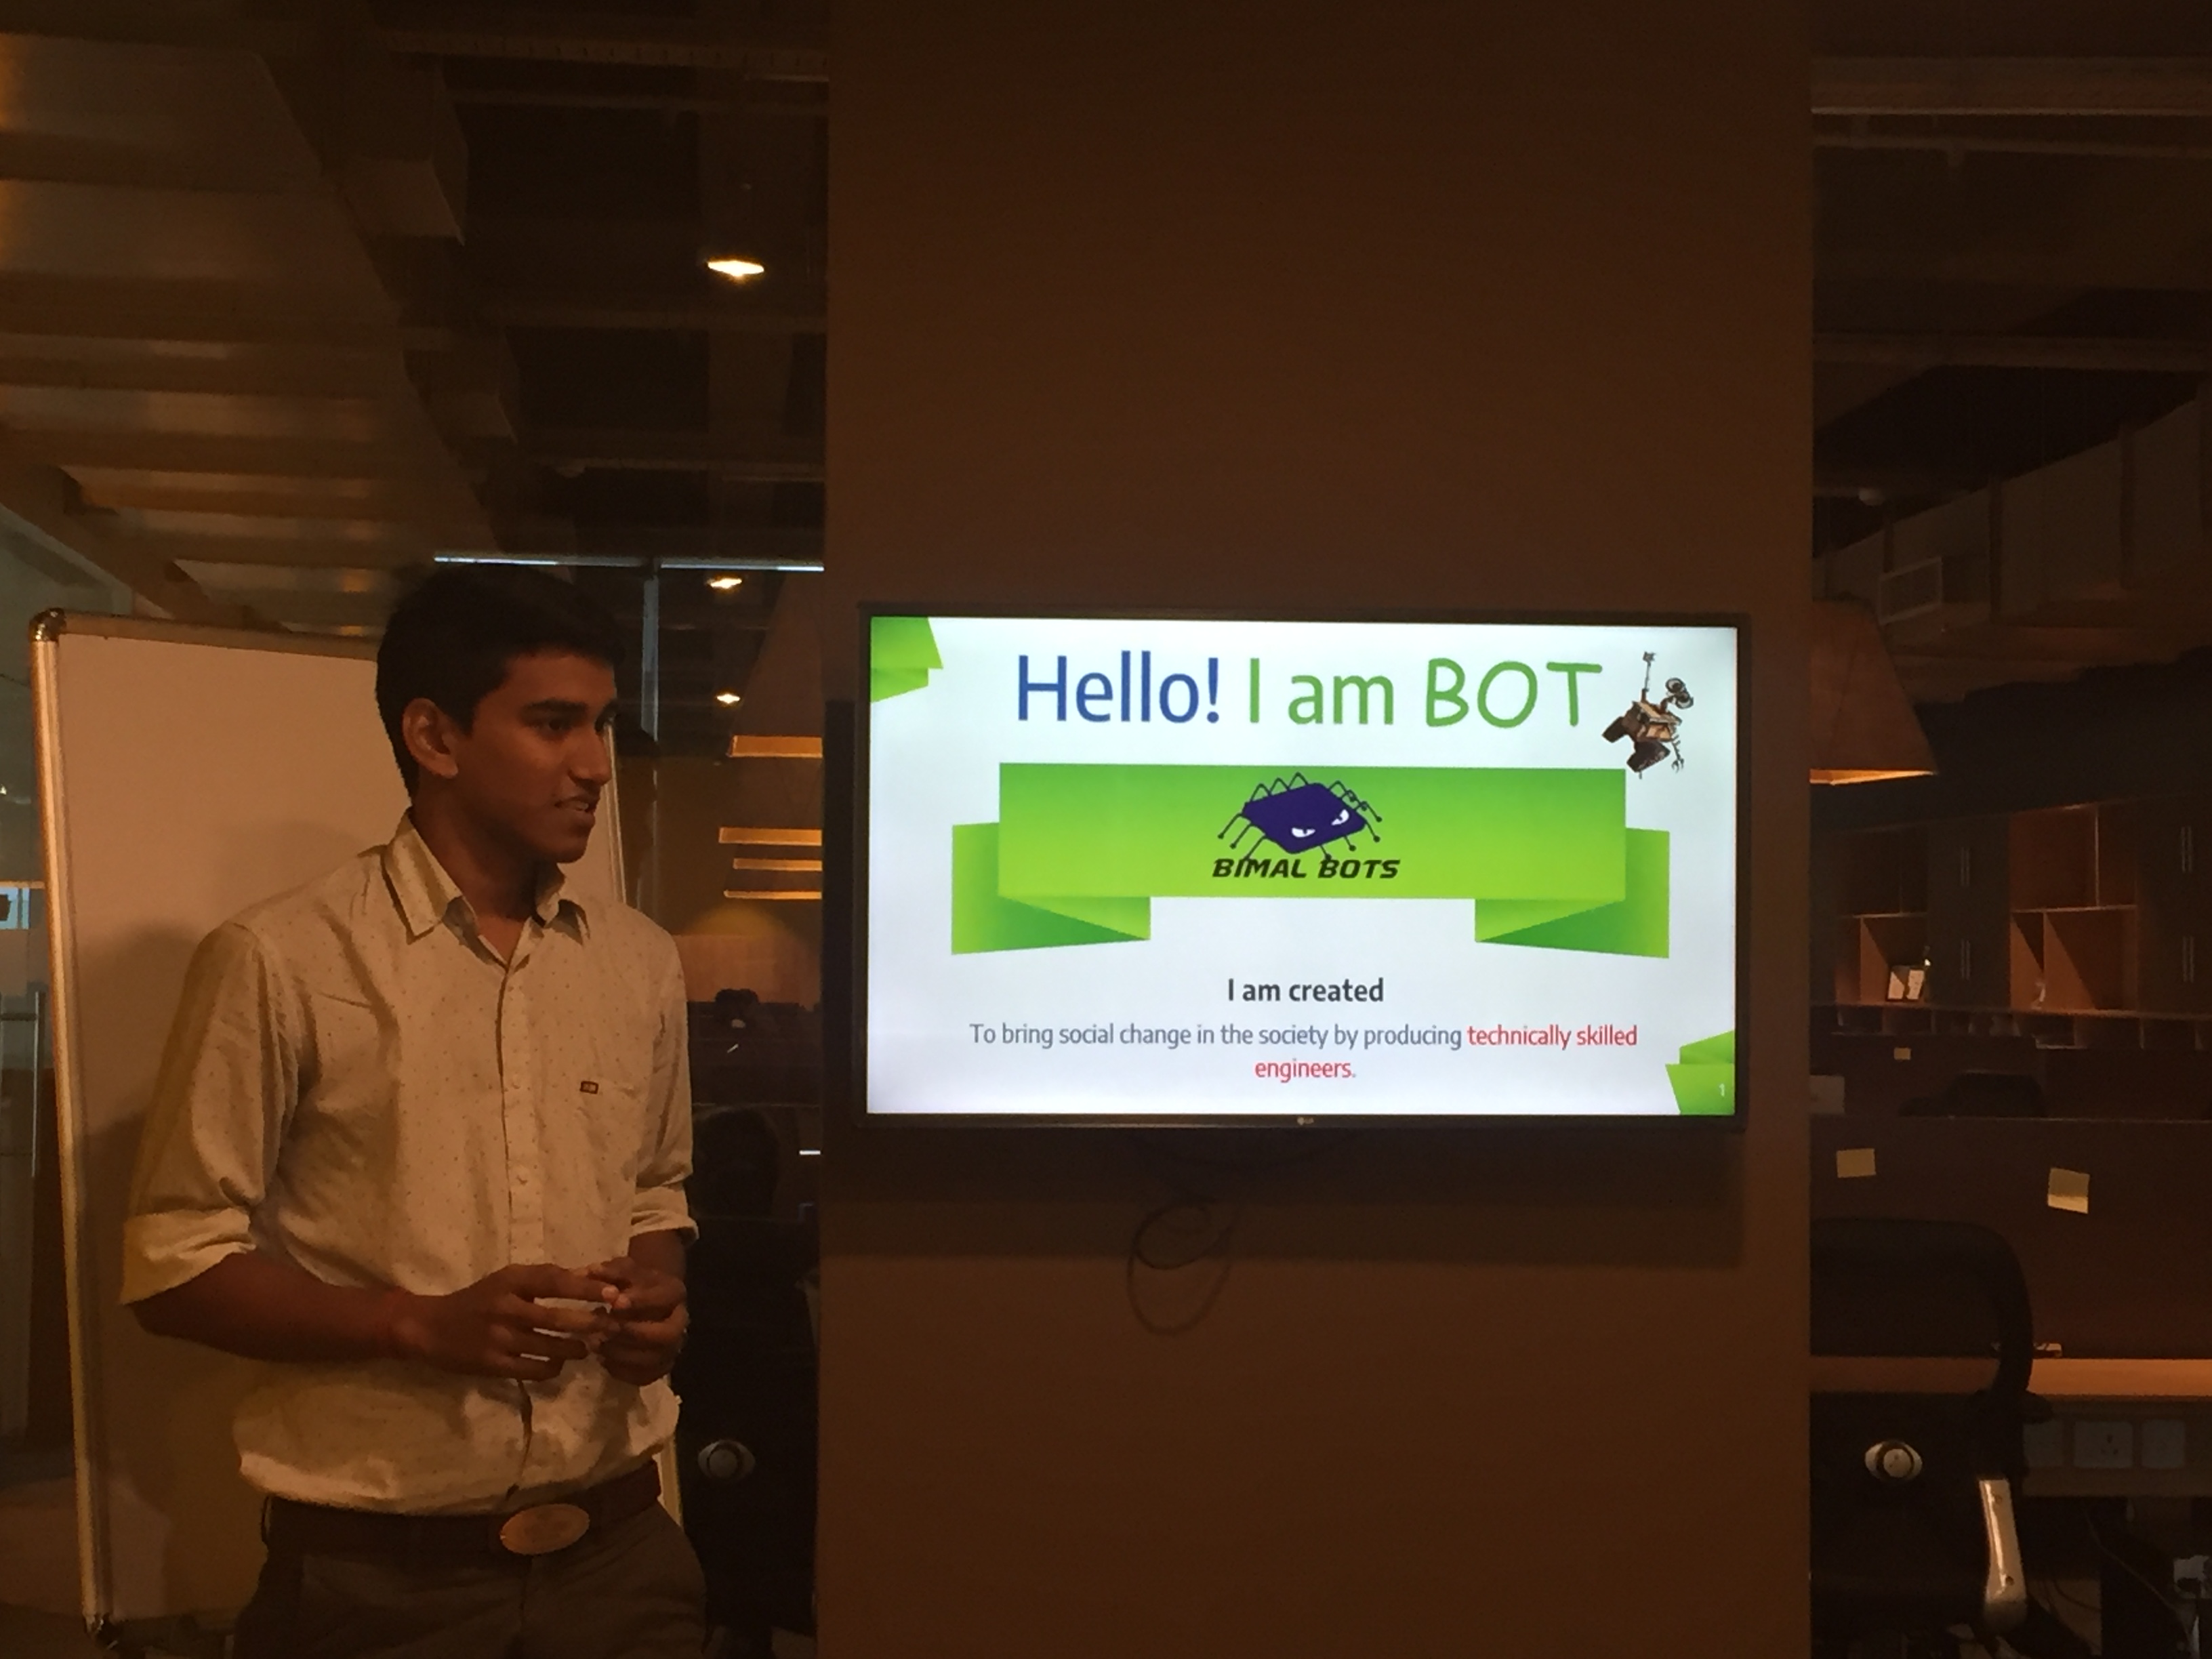 Hello! I am BOT
BIMAL BOTS
I am created
To bring social change in the society by producing technically skilled
engineers.
1
LG